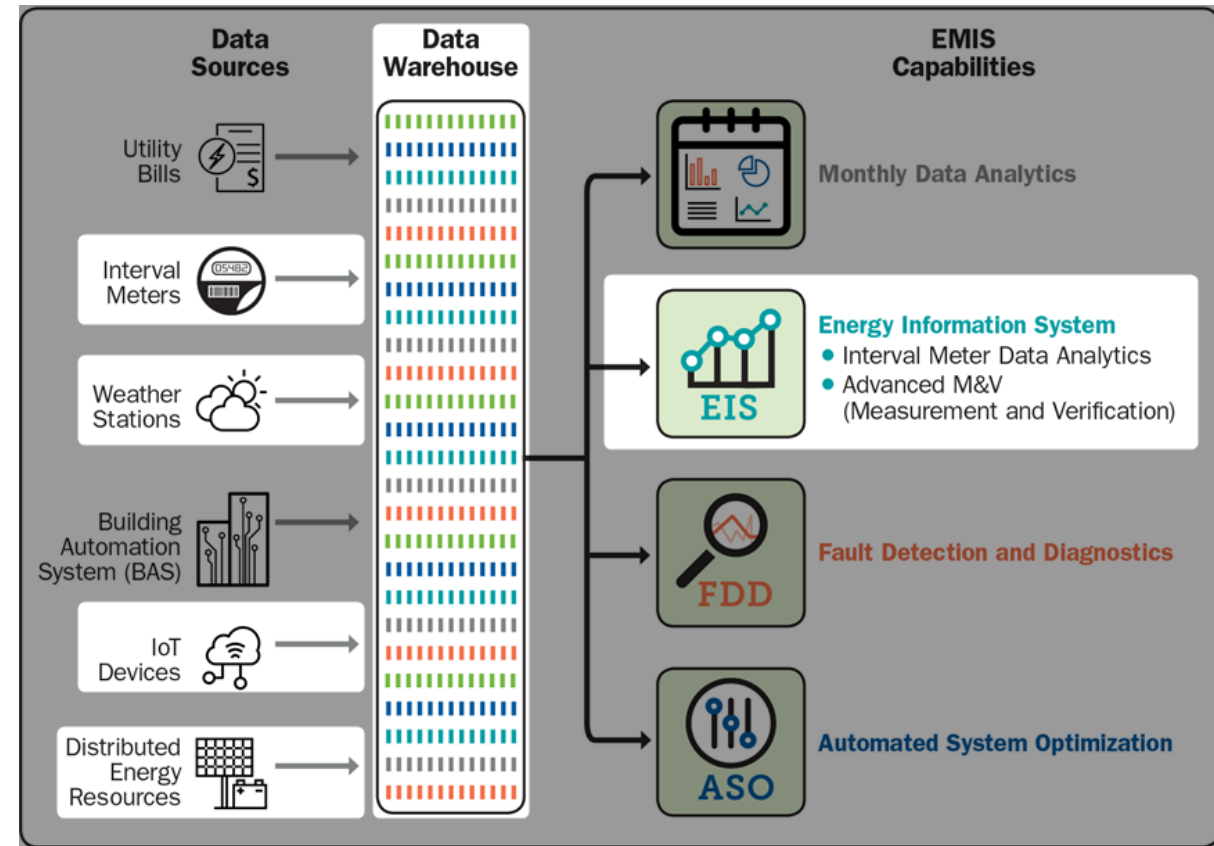 Data
Sources
Data
Warehouse
EMIS
Capabilities
Utility
Bills
$
Interval
Meters
05482
Weather
Stations
Building
Automation
System (BAS)
IoT
Devices
Distributed
Energy
Resources
Monthly Data Analytics
EIS
Energy Information System
• Interval Meter Data Analytics
• Advanced M&V
(Measurement and Verification)
FDD
Fault Detection and Diagnostics
ASO
Automated System Optimization